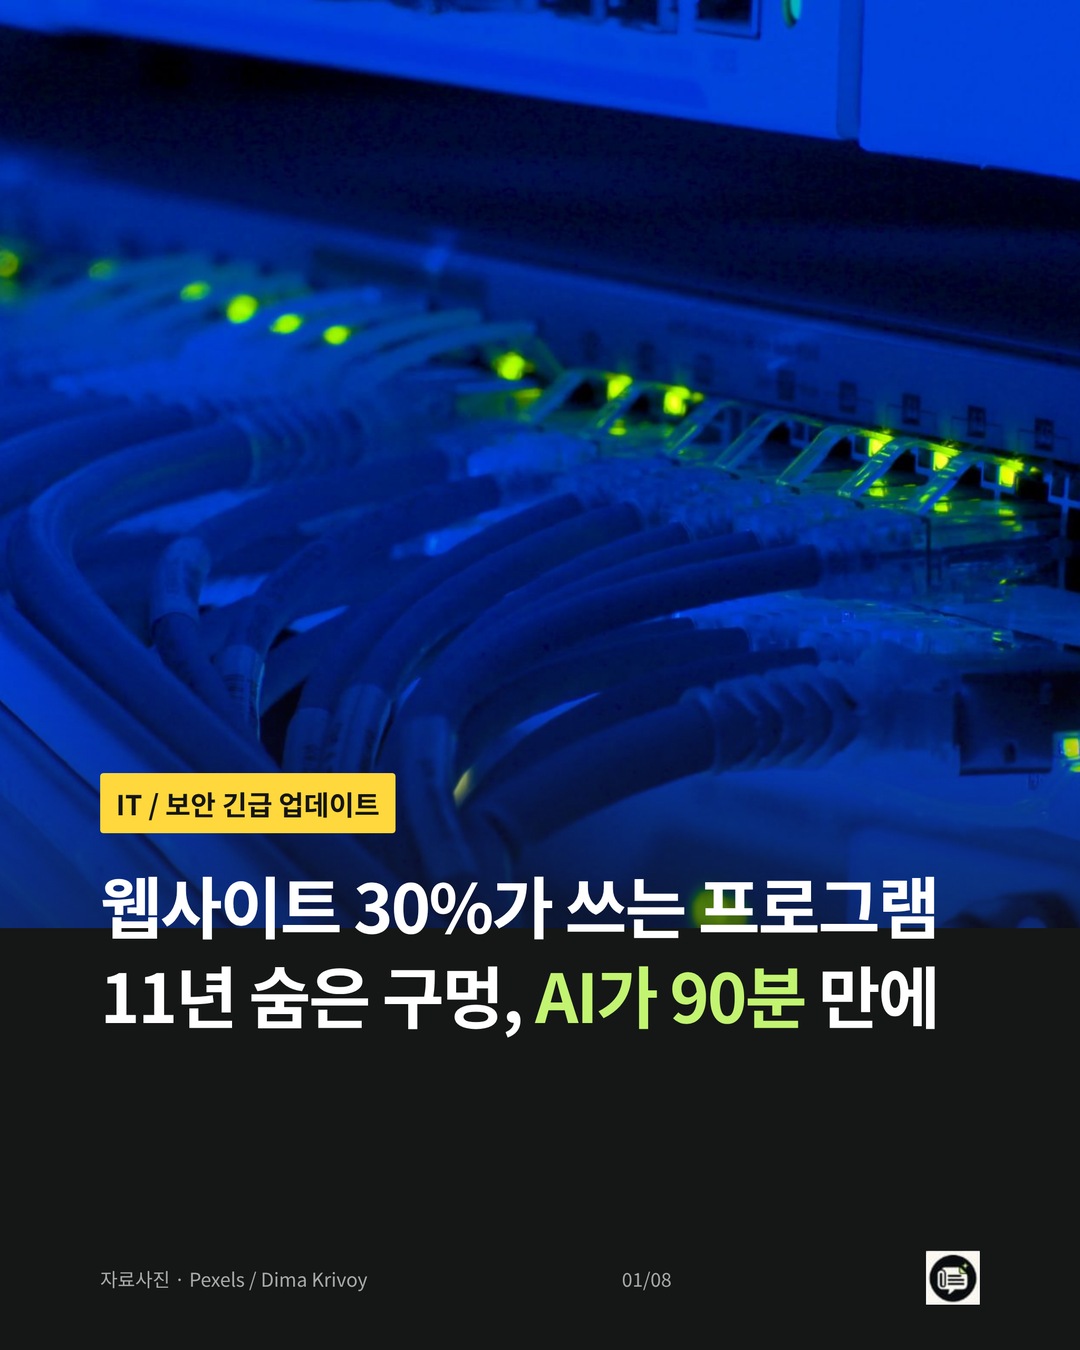 IT / 보안 긴급 업데이트
웹사이트 30%가 쓰는 프로그램
11년 숨은 구멍, AI가 90분 만에
자료사진 · Pexels / Dima Krivoy
01/08